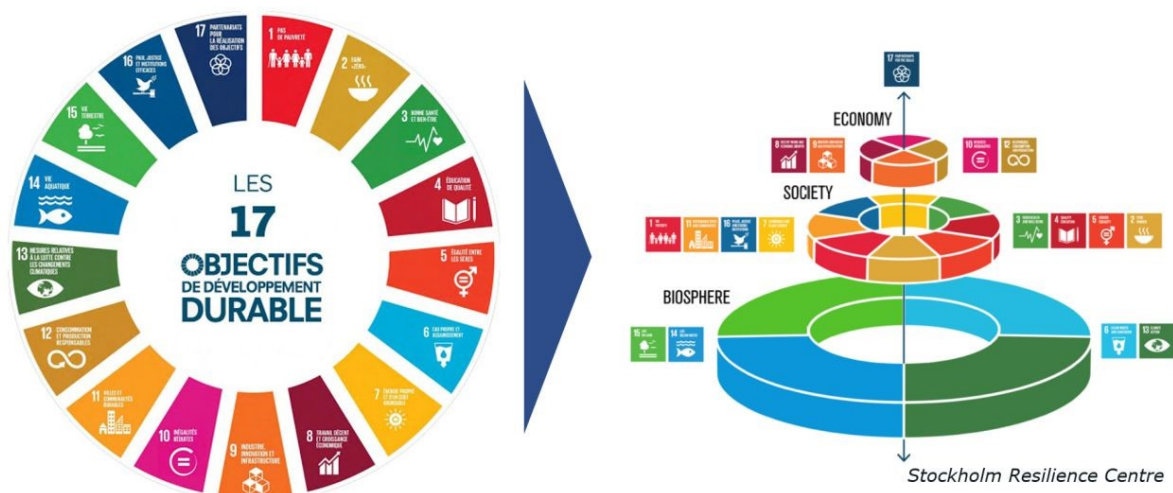 17 PARTENARIATS
POUR
LA RÉALISATION
DES OBJECTIFS
1 PAS
DE PAUVRETÉ
2 FAIM
«ZÉRO»
3 BONNE SANTÉ
ET BIEN-ÊTRE
4 ÉDUCATION
DE QUALITÉ
5 ÉGALITÉ ENTRE
LES SEXES
6 EAU PROPRE ET
ASSAINISSEMENT
7 ÉNERGIE PROPRE
ET D'UN COÛT
ABORDABLE
8 TRAVAIL DÉCENT
ET CROISSANCE
ÉCONOMIQUE
9 INDUSTRIE,
INNOVATION ET
INFRASTRUCTURE
10 INÉGALITÉS
RÉDUITES
11 VILLES ET
COMMUNAUTÉS
DURABLES
12 CONSOMMATION
ET PRODUCTION
RESPONSABLES
13 MESURES RELATIVES
À LA LUTTE CONTRE
LES CHANGEMENTS
CLIMATIQUES
14 VIE
AQUATIQUE
15 VIE
TERRESTRE
16 PAIX, JUSTICE
ET INSTITUTIONS
EFFICACES
LES
17
OBJECTIFS
DE DÉVELOPPEMENT
DURABLE
17
ECONOMY
8
9
10
12
SOCIETY
1
11
16
7
3
4
5
2
BIOSPHERE
15
14
6
13
Stockholm Resilience Centre